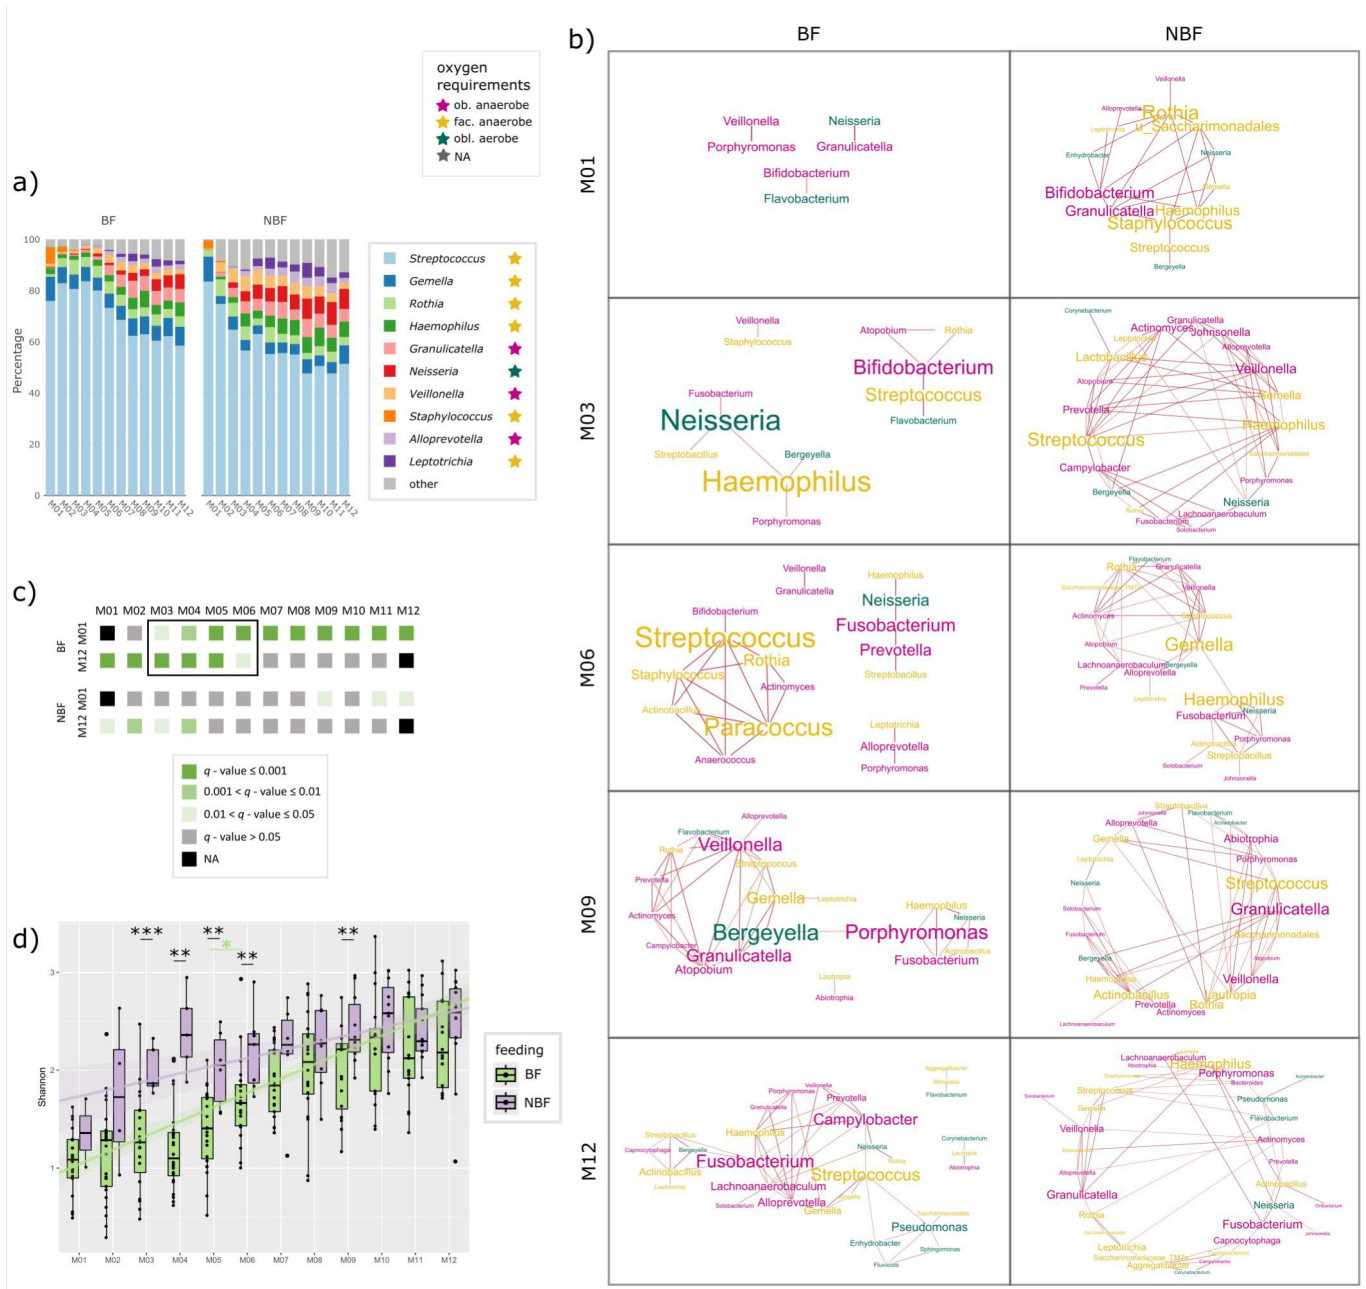 a)
oxygen
requirements
ob. anaerobe
fac. anaerobe
obl. aerobe
NA
BF
NBF
Percentage
100
80
60
40
20
0
M01 M02 M03 M04 M05 M06 M07 M08 M09 M10 M11 M12
M01 M02 M03 M04 M05 M06 M07 M08 M09 M10 M11 M12
Streptococcus
Gemella
Rothia
Haemophilus
Granulicatella
Neisseria
Veillonella
Staphylococcus
Alloprevotella
Leptotrichia
other
b)
BF
NBF
M01
Veillonella
Porphyromonas
Neisseria
Granulicatella
Bifidobacterium
Flavobacterium
Veillonella
Alloprevotella
Rothia
Leptotrichia
u_Saccharimonadales
Enhydrobacter
Neisseria
Gemella
Bifidobacterium
Granulicatella
Haemophilus
Staphylococcus
Streptococcus
Bergeyella
M03
Veillonella
Staphylococcus
Atopobium
Rothia
Bifidobacterium
Streptococcus
Flavobacterium
Fusobacterium
Neisseria
Streptobacillus
Bergeyella
Haemophilus
Porphyromonas
Corynebacterium
Granulicatella
Actinomyces
Johnsonella
Leptotrichia
Alloprevotella
Lactobacillus
Veillonella
Atopobium
Gemella
Prevotella
Haemophilus
Streptococcus
Saccharimonadales
Campylobacter
Porphyromonas
Bergeyella
Neisseria
Rothia
Lachnoanaerobaculum
Fusobacterium
Solobacterium
M06
Veillonella
Granulicatella
Haemophilus
Neisseria
Fusobacterium
Prevotella
Streptobacillus
Bifidobacterium
Streptococcus
Rothia
Staphylococcus
Actinomyces
Actinobacillus
Paracoccus
Anaerococcus
Leptotrichia
Alloprevotella
Porphyromonas
Flavobacterium
Rothia
Granulicatella
Veillonella
Actinomyces
Streptococcus
Atopobium
Gemella
Lachnoanaerobaculum
Bergeyella
Alloprevotella
Prevotella
Leptotrichia
Haemophilus
Neisseria
Fusobacterium
Porphyromonas
Actinobacillus
Streptobacillus
Solobacterium
Johnsonella
M09
Alloprevotella
Flavobacterium
Veillonella
Rothia
Streptococcus
Prevotella
Gemella
Leptotrichia
Actinomyces
Bergeyella
Campylobacter
Granulicatella
Atopobium
Haemophilus
Neisseria
Porphyromonas
Actinobacillus
Fusobacterium
Lautropia
Abiotrophia
Streptobacillus
Johnsonella
Flavobacterium
Alloprevotella
Acinetobacter
Gemella
Abiotrophia
Leptotrichia
Porphyromonas
Neisseria
Streptococcus
Solobacterium
Granulicatella
Fusobacterium
Saccharimonadales
Bergeyella
Atopobium
Haemophilus
Veillonella
Actinobacillus
Lautropia
Prevotella
Rothia
Actinomyces
Lachnoanaerobaculum
M12
Veillonella
Porphyromonas
Prevotella
Granulicatella
Campylobacter
Haemophilus
Neisseria
Rothia
Streptobacillus
Capnocytophaga
Bergeyella
Fusobacterium
Actinobacillus
Streptococcus
Leptotrichia
Lachnoanaerobaculum
Solobacterium
Alloprevotella
Gemella
Aggregatibacter
Flavobacterium
Corynebacterium
Lautropia
Abiotrophia
Saccharimonadales
Pseudomonas
Enhydrobacter
Sphingomonas
Fluviicola
Lautropia
Lachnoanaerobaculum
Abiotrophia
Haemophilus
Porphyromonas
Bacteroides
Acinetobacter
Streptococcus
Solobacterium
Pseudomonas
Gemella
Flavobacterium
Veillonella
Actinomyces
Prevotella
Alloprevotella
Actinobacillus
Granulicatella
Neisseria
Oribacterium
Rothia
Fusobacterium
Johnsonella
Capnocytophaga
Leptotrichia
Saccharimonadaceae_TM7x
Aggregatibacter
Campylobacter
Corynebacterium
c)
M01 M02 M03 M04 M05 M06 M07 M08 M09 M10 M11 M12
BF
M01
M12
NBF
M01
M12
q - value ≤ 0.001
0.001 < q - value ≤ 0.01
0.01 < q - value ≤ 0.05
q - value > 0.05
NA
d)
***
**
**
*
**
**
Shannon
3
2
1
M01 M02 M03 M04 M05 M06 M07 M08 M09 M10 M11 M12
feeding
BF
NBF